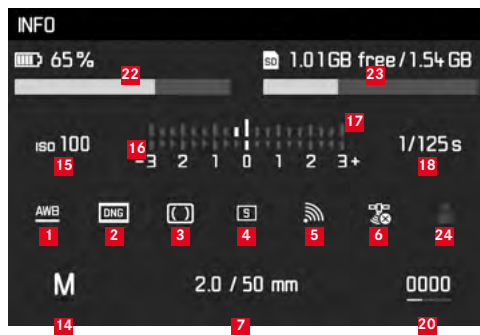 INFO
65% SD 1.01GB free/1.54GB
22 23
17
ISO 100 16 1/125s
15 -3 2 1 0 1 2 3+ 18
AWB DNG S
1 2 3 4 5 6 24
M 2.0 / 50 mm 0000
14 7 20